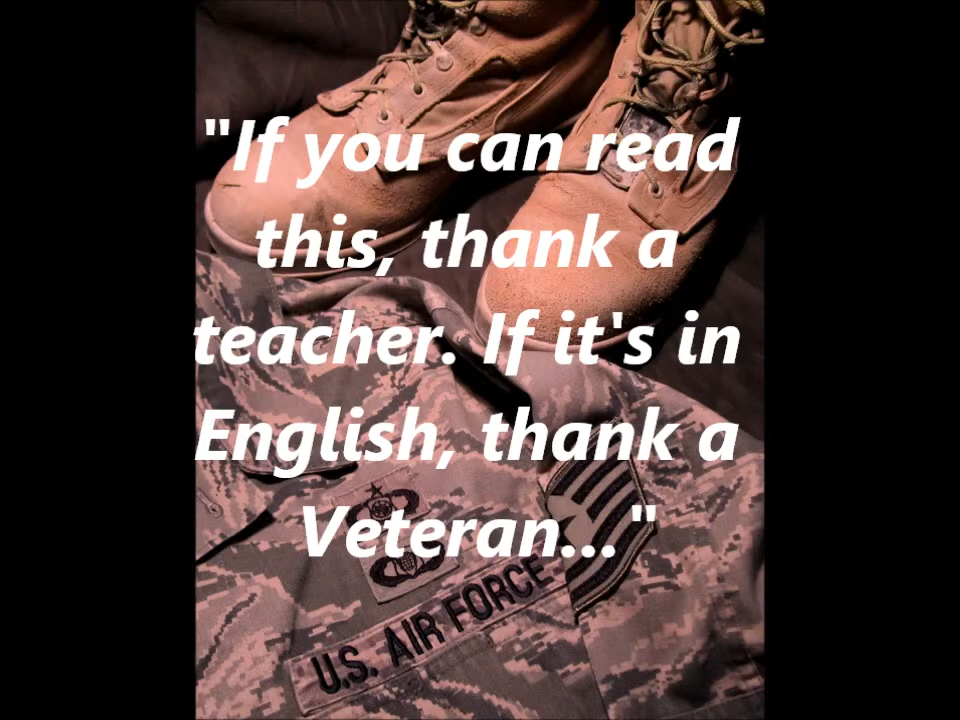 "If you can read
this, thank a
teacher. If it's in
English, thank a
Veteran..."
U.S. AIR FORCE